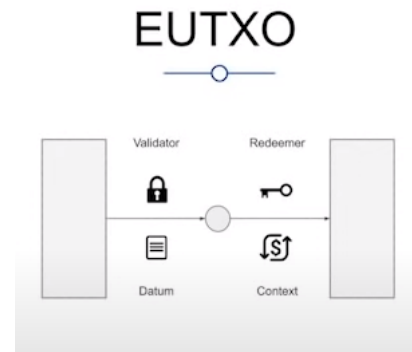 EUTXO
Validator
Redeemer
Datum
Context